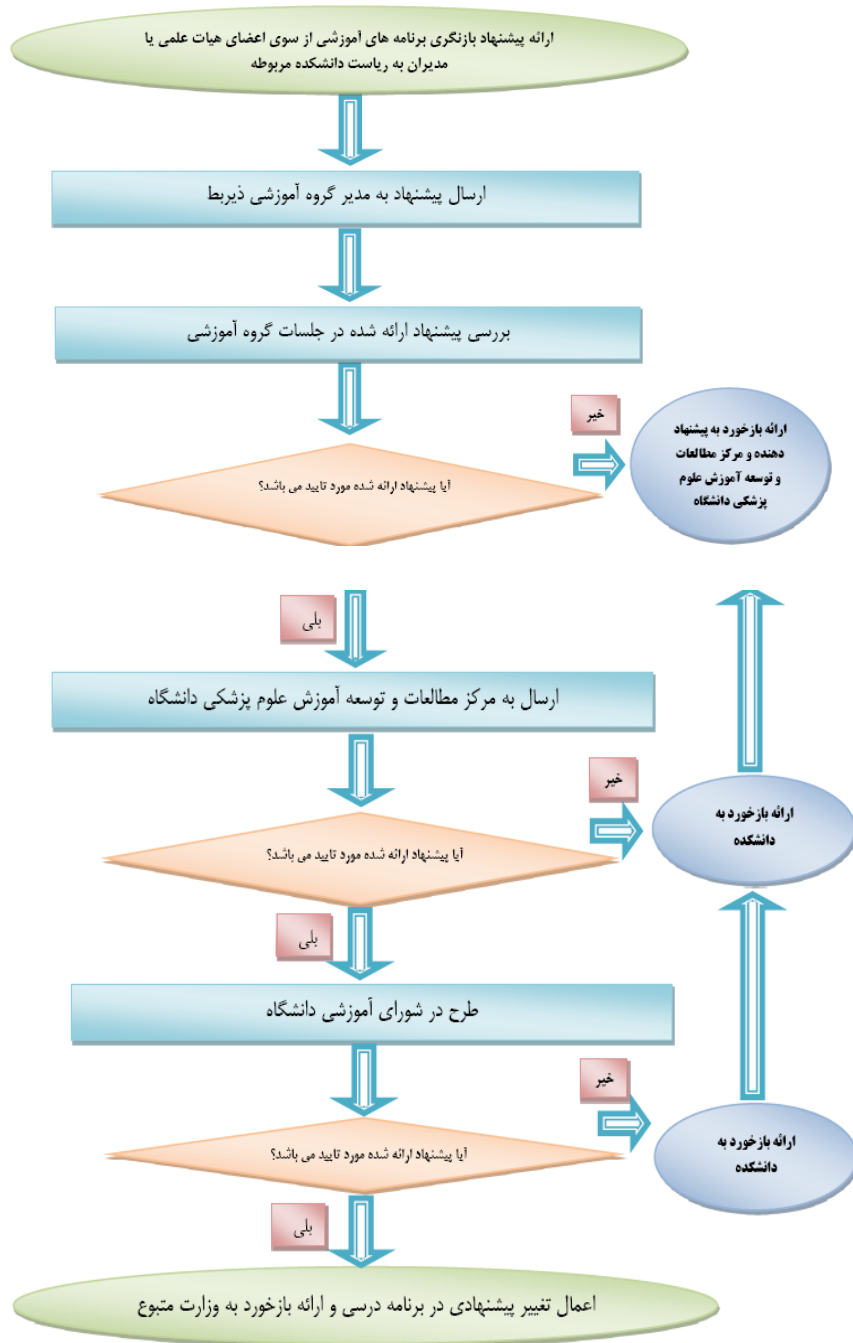 ارائه پیشنهاد بازنگری برنامه های آموزشی از سوی اعضای هیات علمی یا
مدیران به ریاست دانشکده مربوطه
ارسال پیشنهاد به مدیر گروه آموزشی ذیربط
بررسی پیشنهاد ارائه شده در جلسات گروه آموزشی
آیا پیشنهاد ارائه شده مورد تایید می باشد؟
خیر
ارائه بازخورد به پیشنهاد
دهنده و مرکز مطالعات
و توسعه آموزش علوم
پزشکی دانشگاه
بلی
ارسال به مرکز مطالعات و توسعه آموزش علوم پزشکی دانشگاه
آیا پیشنهاد ارائه شده مورد تایید می باشد؟
خیر
ارائه بازخورد به
دانشکده
بلی
طرح در شورای آموزشی دانشگاه
آیا پیشنهاد ارائه شده مورد تایید می باشد؟
خیر
ارائه بازخورد به
دانشکده
بلی
اعمال تغییر پیشنهادی در برنامه درسی و ارائه بازخورد به وزارت متبوع